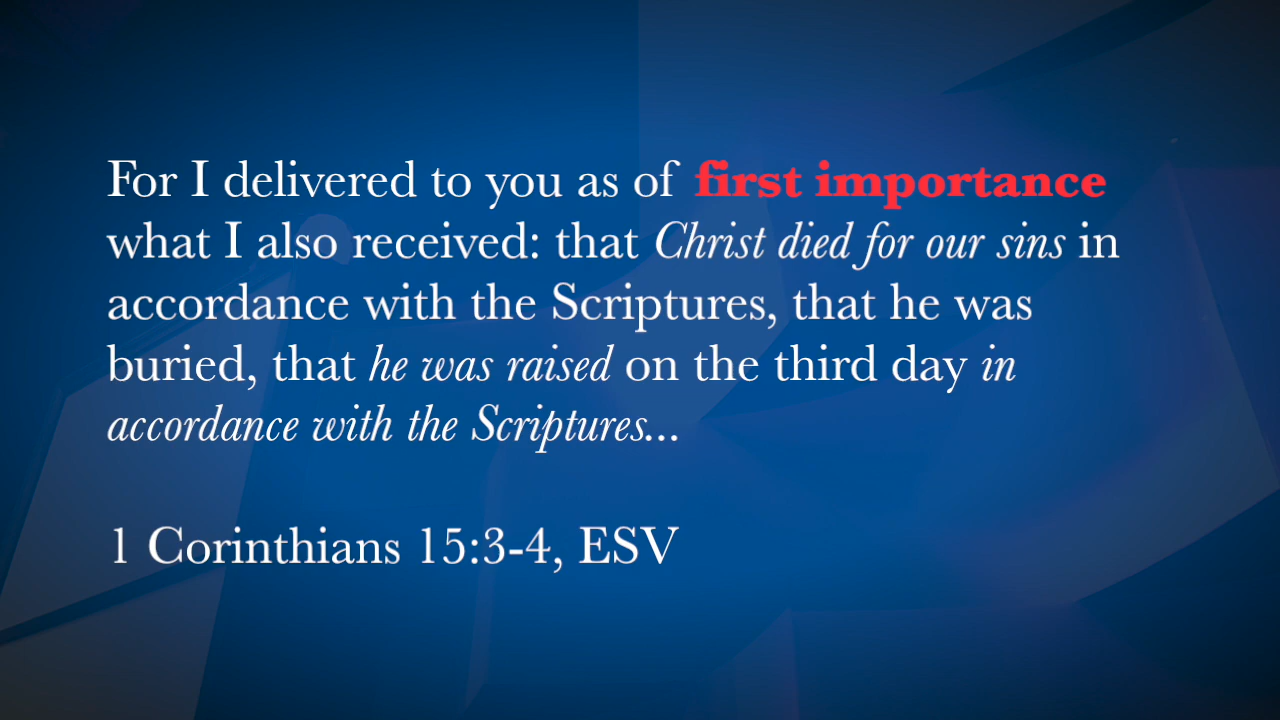 For I delivered to you as of first importance
what I also received: that Christ died for our sins in
accordance with the Scriptures, that he was
buried, that he was raised on the third day in
accordance with the Scriptures...
1 Corinthians 15:3-4, ESV